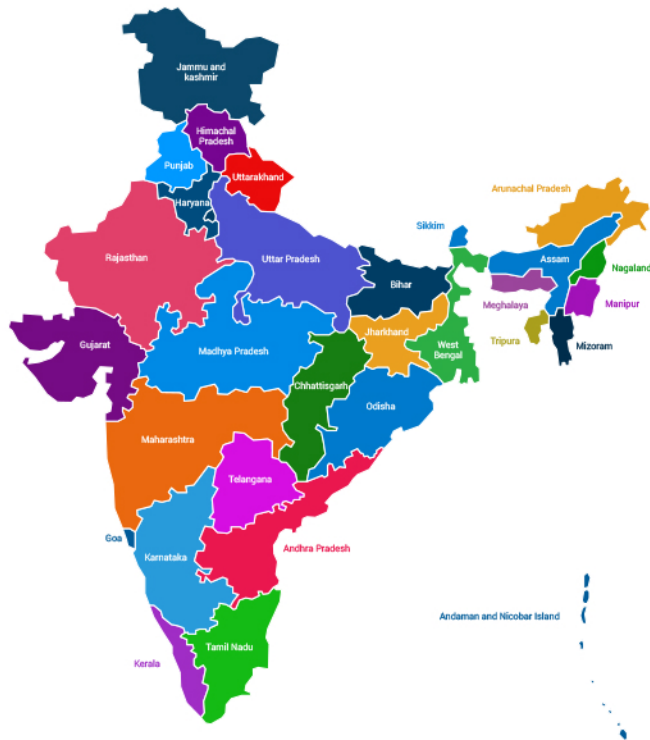 Jammu and
kashmir
Himachal
Pradesh
Punjab
Uttarakhand
Haryana
Arunachal Pradesh
Sikkim
Rajasthan
Uttar Pradesh
Assam
Nagaland
Bihar
Meghalaya
Manipur
Jharkhand
Gujarat
Madhya Pradesh
West
Bengal
Tripura
Mizoram
Chhattisgarh
Odisha
Maharashtra
Telangana
Goa
Andhra Pradesh
Karnataka
Andaman and Nicobar Island
Tamil Nadu
Kerala